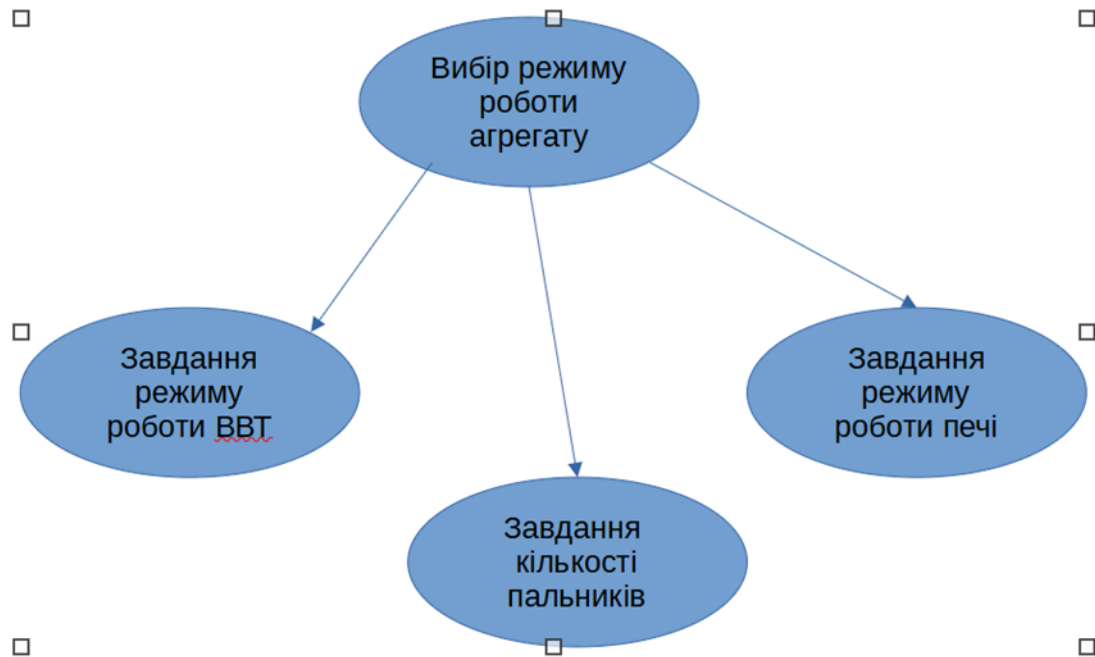 Вибір режиму
роботи
агрегату
Завдання
режиму
роботи ВВТ
Завдання
режиму
роботи печі
Завдання
кількості
пальників